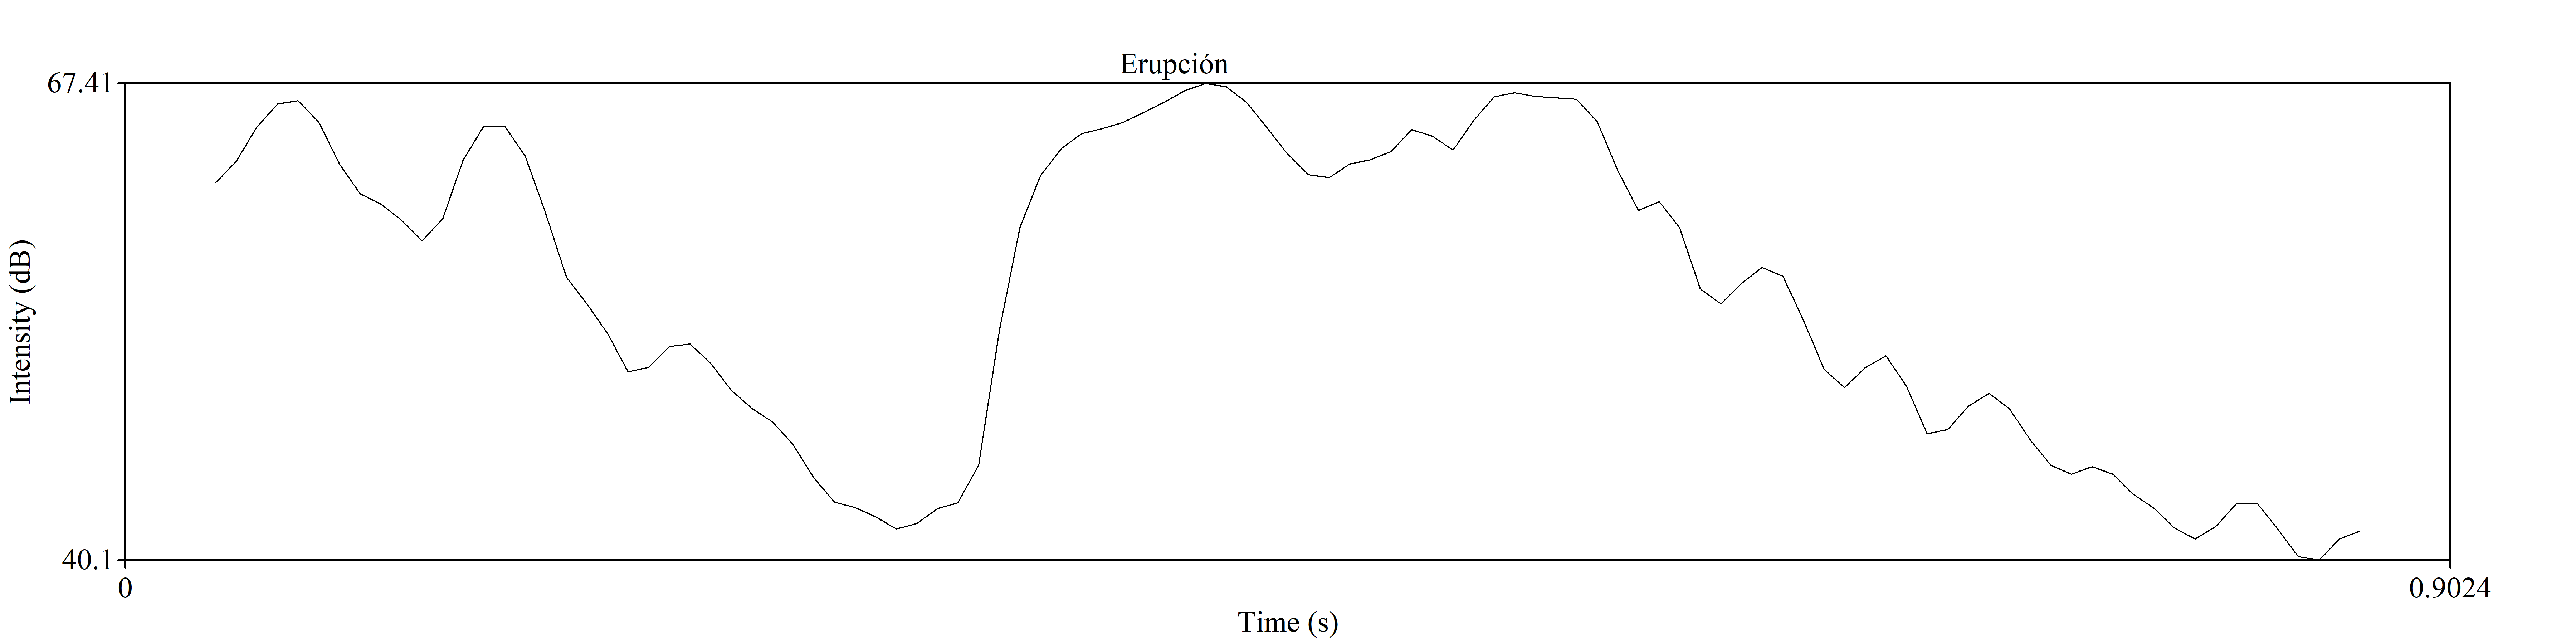 Erupción
67.41
Intensity (dB)
40.1
0
0.9024
Time (s)